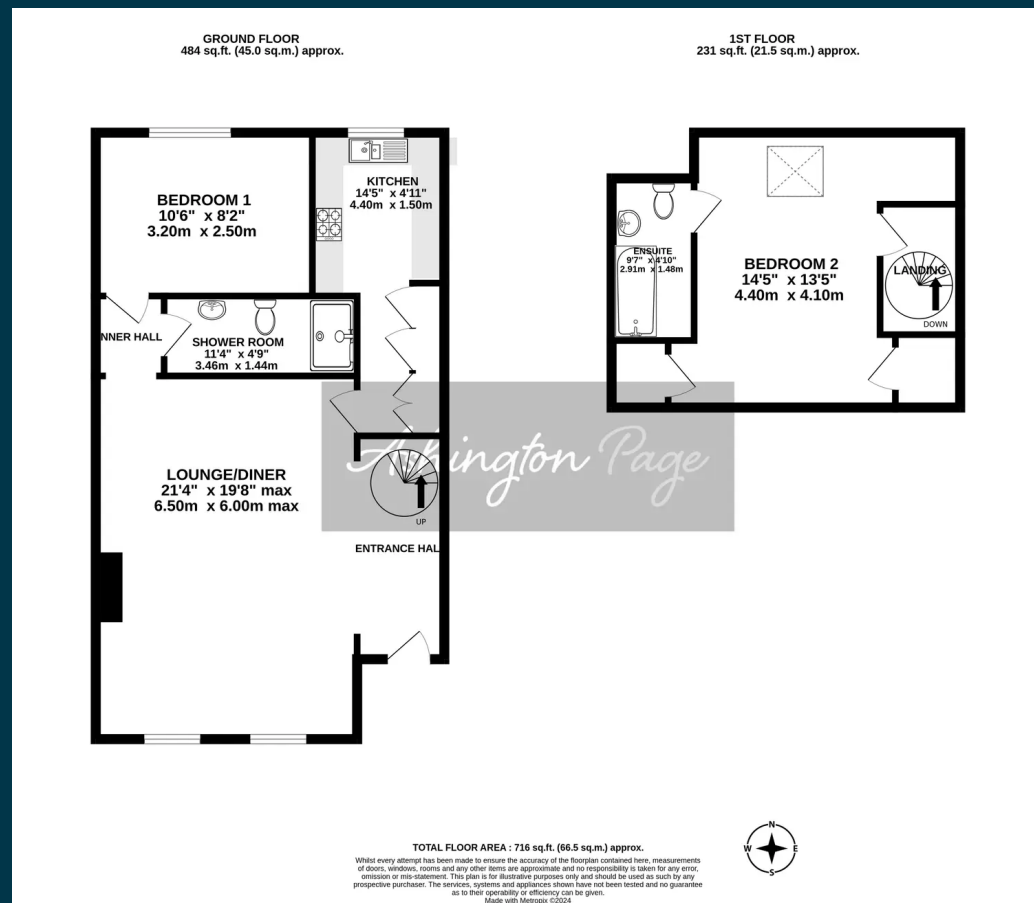 GROUND FLOOR
484 sq.ft. (45.0 sq.m.) approx.
1ST FLOOR
231 sq.ft. (21.5 sq.m.) approx.
BEDROOM 1
10'6" x 8'2"
3.20m x 2.50m
KITCHEN
14'5" x 4'11"
4.40m x 1.50m
NNER HALL
SHOWER ROOM
11'4" x 4'9"
3.46m x 1.44m
LOUNGE/DINER
21'4" x 19'8" max
6.50m x 6.00m max
UP
ENTRANCE HAL
ENSUITE
9'7" x 4'10"
2.91m x 1.48m
BEDROOM 2
14'5" x 13'5"
4.40m x 4.10m
LANDING
DOWN
Ashington Page
N
W E
S
TOTAL FLOOR AREA : 716 sq.ft. (66.5 sq.m.) approx.
Whilst every attempt has been made to ensure the accuracy of the floorplan contained here, measurements
of doors, windows, rooms and any other items are approximate and no responsibility is taken for any error,
omission or mis-statement. This plan is for illustrative purposes only and should be used as such by any
prospective purchaser. The services, systems and appliances shown have not been tested and no guarantee
as to their operability or efficiency can be given.
Made with Metropix ©2024